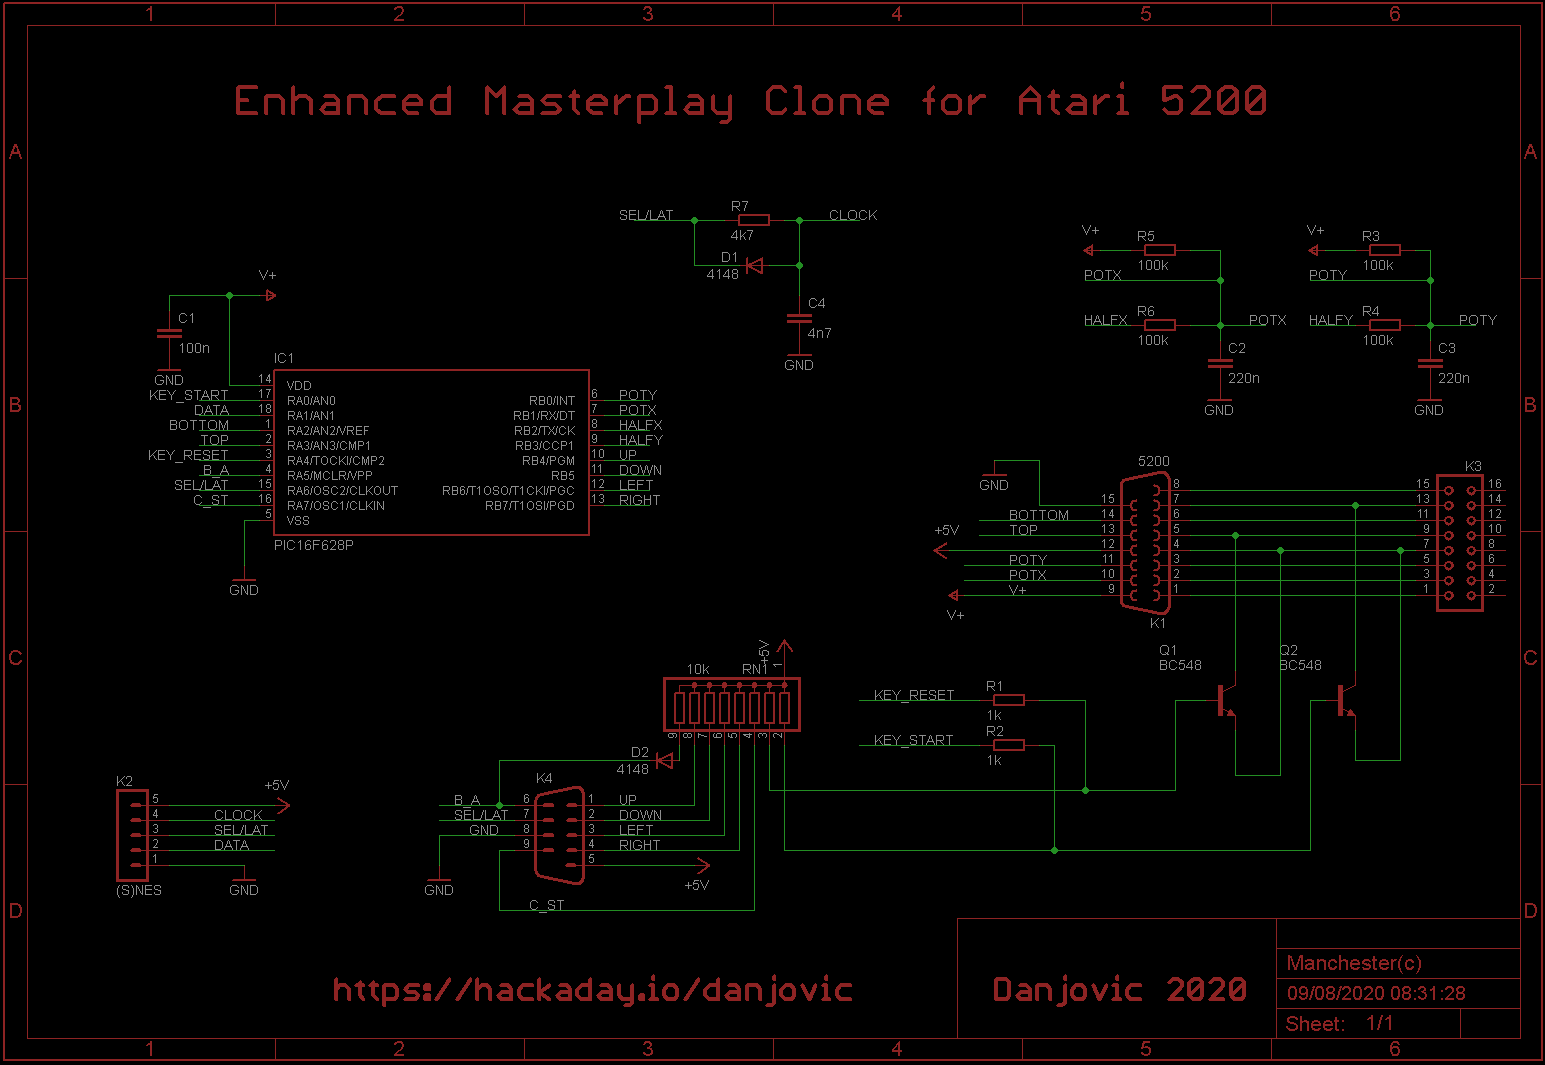 1 2 3 4 5 6
Enhanced Masterplay Clone for Atari 5200
A A
SEL/LAT R7 CLOCK
4k7
D1
4148
C4
4n7
GND
V+ R5
100k
POTX
HALFX R6 POTX
100k
C2
220n
GND
V+ R3
100k
POTY
HALFY R4 POTY
100k
C3
220n
GND
V+
C1
100n
GND
IC1
14 VDD
KEY_START 17 RA0/AN0 RB0/INT 6 POTY
DATA 18 RA1/AN1 RB1/RX/DT 7 POTX
BOTTOM 1 RA2/AN2/VREF RB2/TX/CK 8 HALFX
TOP 2 RA3/AN3/CMP1 RB3/CCP1 9 HALFY
KEY_RESET 3 RA4/TOCKI/CMP2 RB4/PGM 10 UP
B_A 4 RA5/MCLR/VPP RB5 11 DOWN
SEL/LAT 15 RA6/OSC2/CLKOUT RB6/T1OSO/T1CKI/PGC 12 LEFT
C_ST 16 RA7/OSC1/CLKIN RB7/T1OSI/PGD 13 RIGHT
5 VSS
PIC16F628P
GND
B B
5200 K3
GND
8 15 16
15 7 13 14
BOTTOM 14 6 11 12
TOP 13 5 9 10
+5V 12 4 7 8
POTY 11 3 5 6
POTX 10 2 3 4
V+ 9 1 1 2
V+
K1
Q1
BC548
Q2
BC548
C C
10k RN1 +5V
1
9 8 7 6 5 4 3 2
KEY_RESET R1
1k
KEY_START R2
1k
D2
4148
K2
+5V
5
4 CLOCK
3 SEL/LAT
2 DATA
1
(S)NES GND
K4
B_A 6 1 UP
SEL/LAT 7 2 DOWN
GND 8 3 LEFT
9 4 RIGHT
5
+5V
GND
C_ST
D D
https://hackaday.io/danjovic
Danjovic 2020
Manchester(c)
09/08/2020 08:31:28
Sheet: 1/1
1 2 3 4 5 6